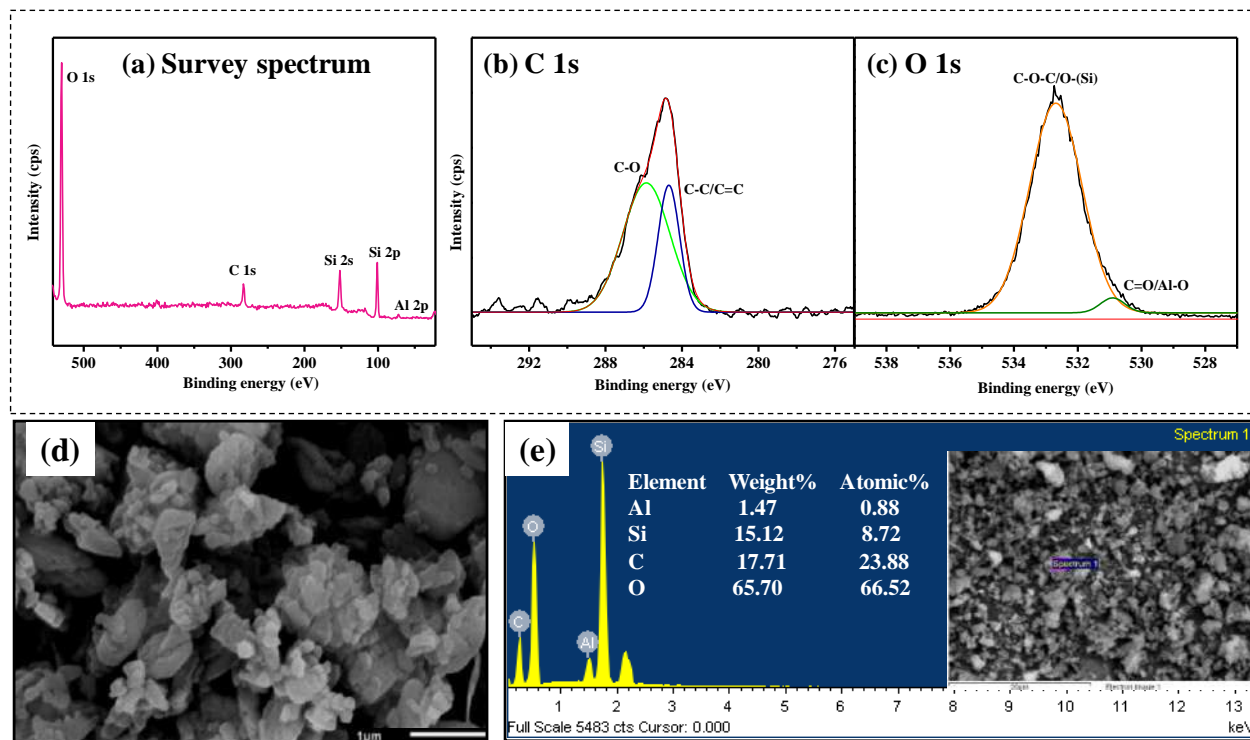 (a) Survey spectrum
O 1s
C 1s
Si 2s
Si 2p
Al 2p
Intensity (cps)
500 400 300 200 100
Binding energy (eV)
(b) C 1s
C-O
C-C/C=C
Intensity (cps)
292 288 284 280 276
Binding energy (eV)
(c) O 1s
C-O-C/O-(Si)
C=O/Al-O
538 536 534 532 530 528
Binding energy (eV)
(d)
1um
(e)
Spectrum 1
Si
O
C
Al
Element Weight% Atomic%
Al 1.47 0.88
Si 15.12 8.72
C 17.71 23.88
O 65.70 66.52
Spectrum 1
Electron Image 1
1 2 3 4 5 6 7 8 9 10 11 12 13
Full Scale 5483 cts Cursor: 0.000
keV